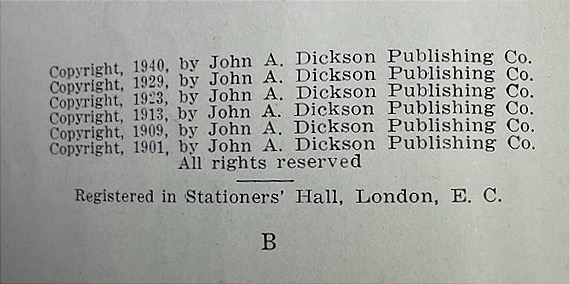 Copyright, 1940, by John A. Dickson Publishing Co.
Copyright, 1929, by John A. Dickson Publishing Co.
Copyright, 1923, by John A. Dickson Publishing Co.
Copyright, 1913, by John A. Dickson Publishing Co.
Copyright, 1909, by John A. Dickson Publishing Co.
Copyright, 1901, by John A. Dickson Publishing Co.
All rights reserved
Registered in Stationers' Hall, London, E. C.
B